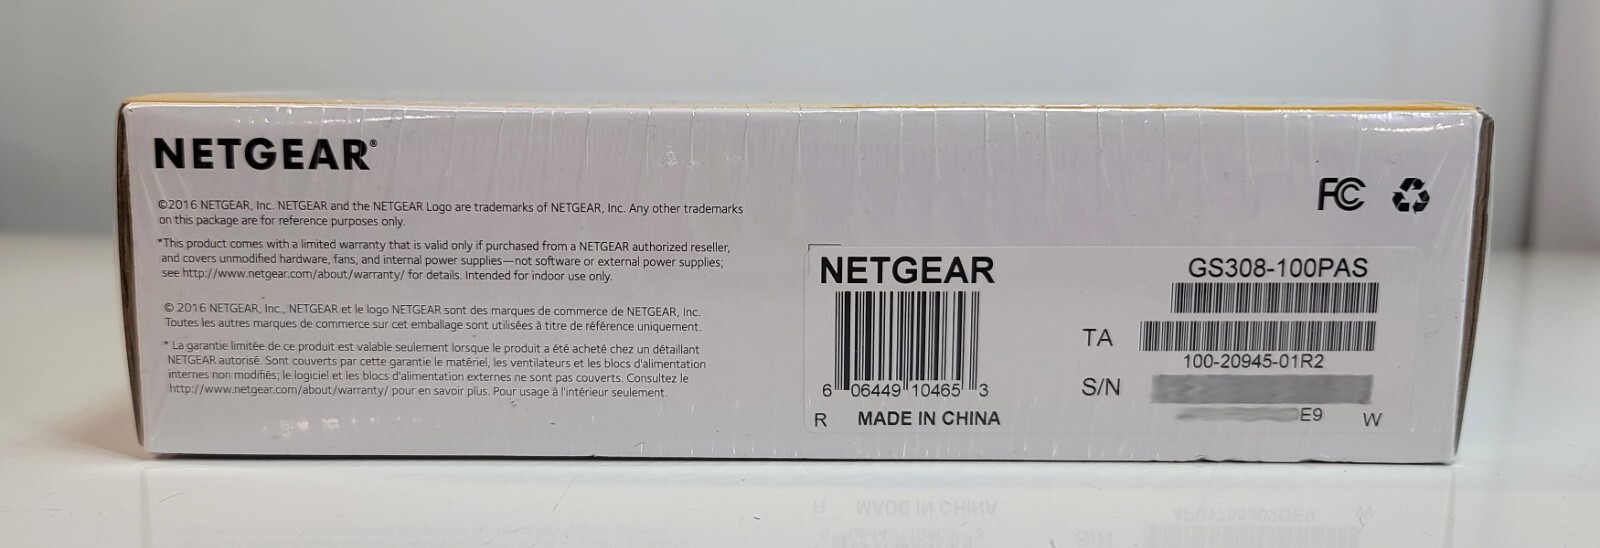 NETGEAR®
©2016 NETGEAR, Inc. NETGEAR and the NETGEAR Logo are trademarks of NETGEAR, Inc. Any other trademarks
on this package are for reference purposes only.
*This product comes with a limited warranty that is valid only if purchased from a NETGEAR authorized reseller,
and covers unmodified hardware, fans, and internal power supplies—not software or external power supplies;
see http://www.netgear.com/about/warranty/ for details. Intended for indoor use only.
© 2016 NETGEAR, Inc., NETGEAR et le logo NETGEAR sont des marques de commerce de NETGEAR, Inc.
Toutes les autres marques de commerce sur cet emballage sont utilisées à titre de référence uniquement.
* La garantie limitée de ce produit est valable seulement lorsque le produit a été acheté chez un détaillant
NETGEAR autorisé. Sont couverts par cette garantie le matériel, les ventilateurs et les blocs d'alimentation
internes non modifiés; le logiciel et les blocs d'alimentation externes ne sont pas couverts. Consultez le
http://www.netgear.com/about/warranty/ pour en savoir plus. Pour usage à l'intérieur seulement.
FC
NETGEAR
6 06449 10465 3
R MADE IN CHINA
GS308-100PAS
TA
100-20945-01R2
S/N
E9 W